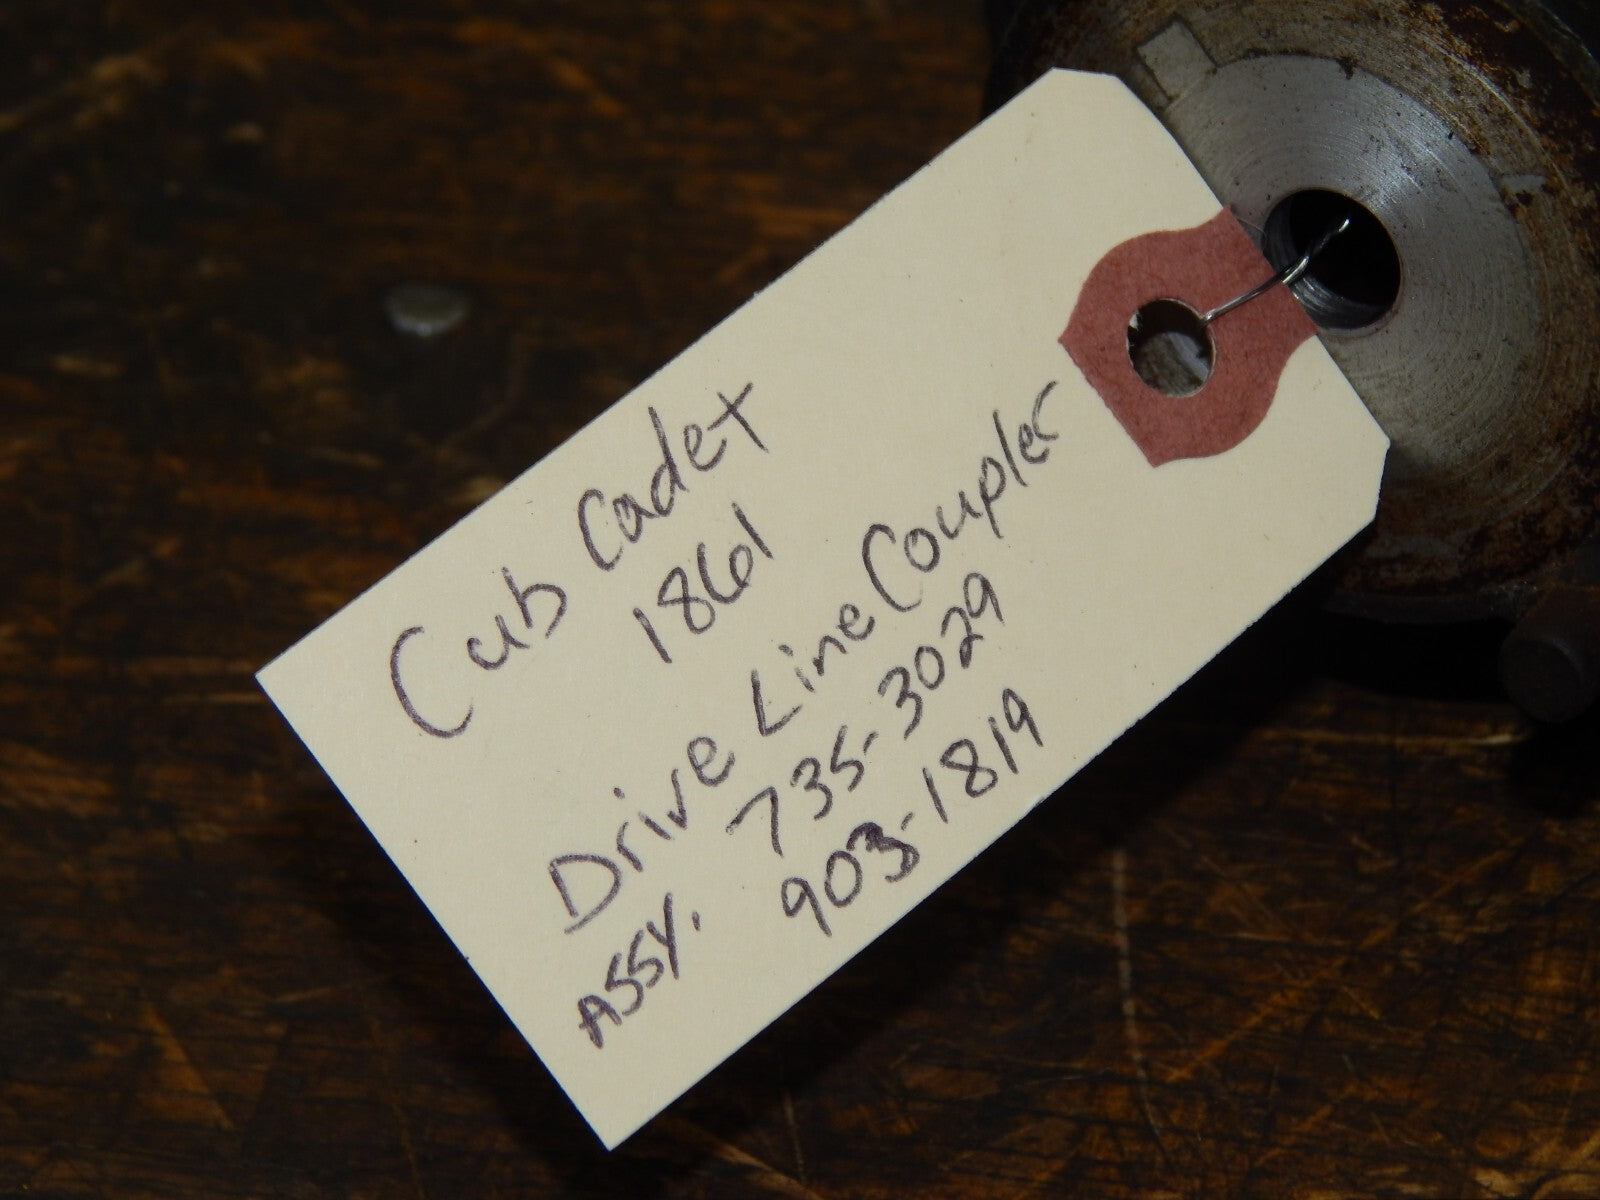 Cub Cadet
1861
Drive Line Coupler
ASSY. 735-3029
903-1819